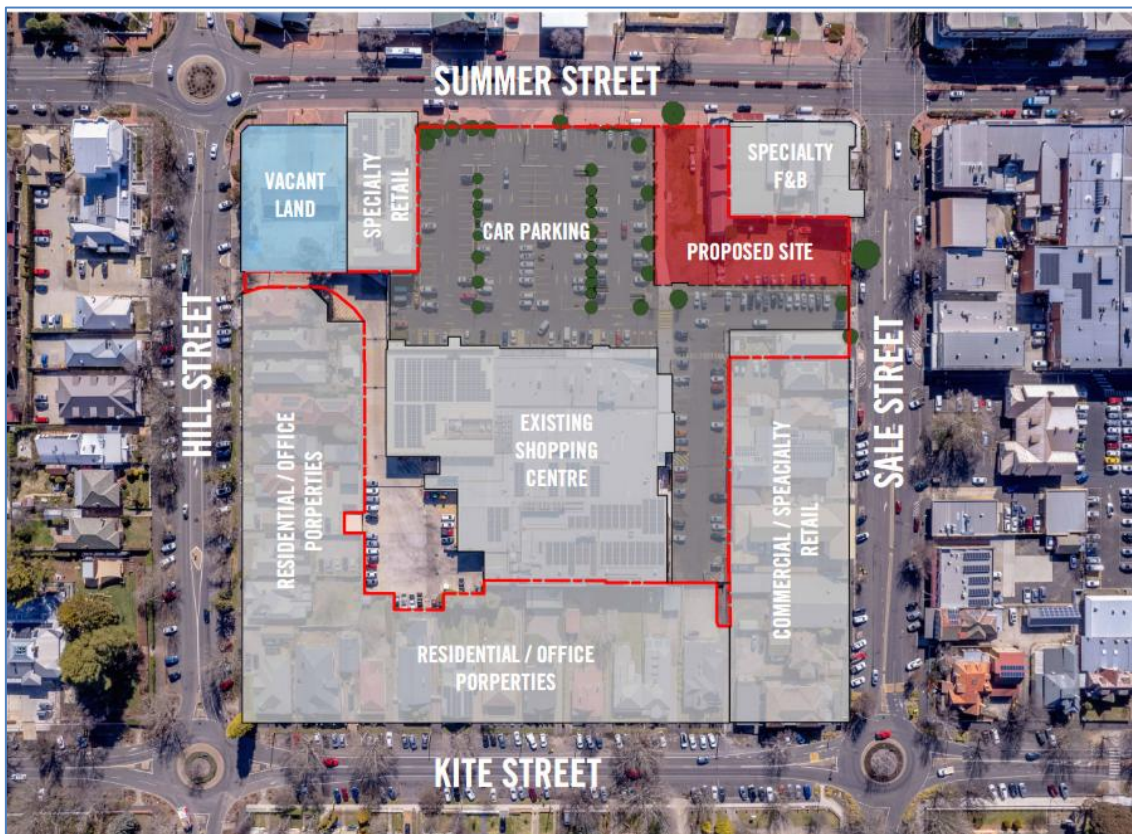 SUMMER STREET
VACANT
LAND
SPECIALTY
RETAIL
CAR PARKING
SPECIALTY
F&B
PROPOSED SITE
HILL STREET
SALE STREET
RESIDENTIAL / OFFICE
PORPERTIES
EXISTING
SHOPPING
CENTRE
COMMERCIAL / SPECIALTY
RETAIL
RESIDENTIAL / OFFICE
PORPERTIES
KITE STREET